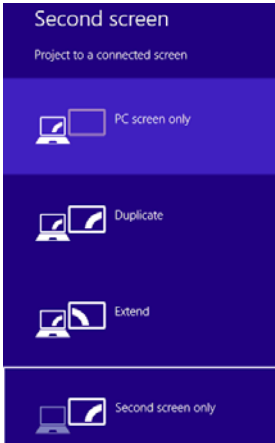 Second screen
Project to a connected screen
PC screen only
Duplicate
Extend
Second screen only